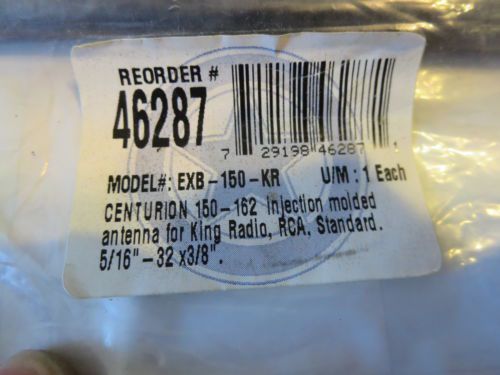 REORDER #
46287
7 29198 46287 1
MODEL#: EXB-150-KR U/M: 1 Each
CENTURION 150-162 Injection molded
antenna for King Radio, RCA, Standard.
5/16"-32 x3/8".